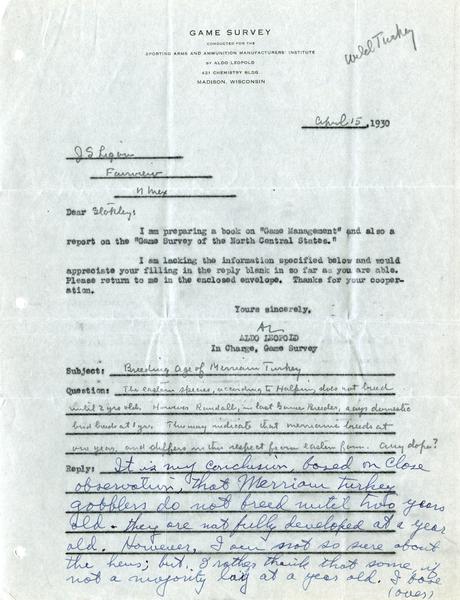 GAME SURVEY
CONDUCTED FOR THE
SPORTING ARMS AND AMMUNITION MANUFACTURERS' INSTITUTE
BY ALDO LEOPOLD
421 CHEMISTRY BLDG.
MADISON, WISCONSIN
Wild Turkey
April 15, 1930
J S Ligon
Fairview
N Mex
Dear Stokley:
I am preparing a book on "Game Management" and also a
report on the "Game Survey of the North Central States."
I am lacking the information specified below and would
appreciate your filling in the reply blank in so far as you are able.
Please return to me in the enclosed envelope. Thanks for your cooper-
ation.
Yours sincerely,
AL
ALDO LEOPOLD
In Charge, Game Survey
Subject: Breeding Age of Merriam Turkey
Question: The eastern species, according to Halpin, does not breed
until 2 yrs old. However Randall, in last Game Breeder, says domestic
bird breeds at 1 yr. This may indicate that merriam breeds at
one year, and differs in this respect from eastern form. Any dope?
Reply: It is my conclusion, based on close
observation, that Merriam turkey
gobblers do not breed until two years
old. They are not fully developed at a year
old. However, I am not so sure about
the hens; but I rather think that some, if
not a majority lay at a year old. I base
(over)